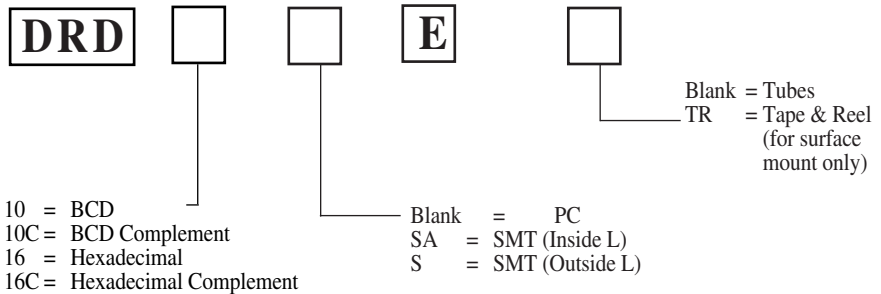 DRD E
Blank = Tubes
TR = Tape & Reel
(for surface
mount only)
10 = BCD
10C = BCD Complement
16 = Hexadecimal
16C = Hexadecimal Complement
Blank = PC
SA = SMT (Inside L)
S = SMT (Outside L)